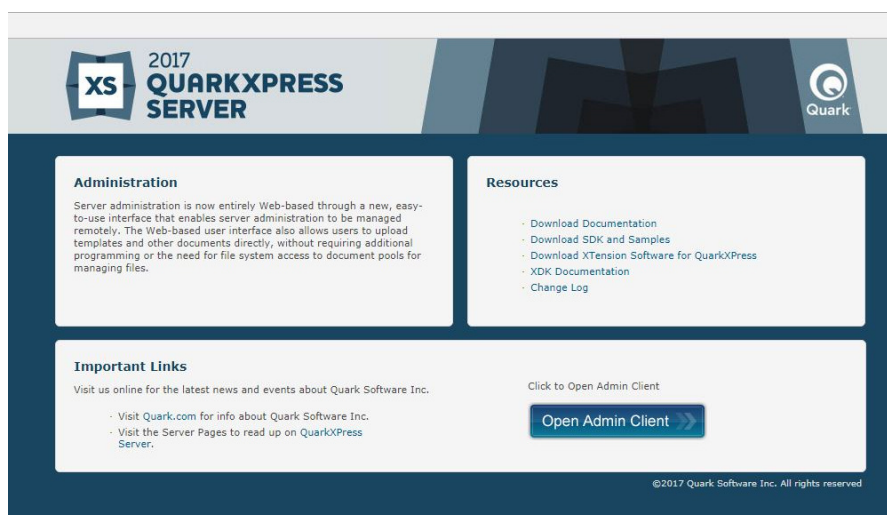 XS
2017
QUARKXPRESS
SERVER
Quark
Administration
Server administration is now entirely Web-based through a new, easy-
to-use interface that enables server administration to be managed
remotely. The Web-based user interface also allows users to upload
templates and other documents directly, without requiring additional
programming or the need for file system access to document pools for
managing files.
Resources
· Download Documentation
· Download SDK and Samples
· Download XTension Software for QuarkXPress
· XDK Documentation
· Change Log
Important Links
Visit us online for the latest news and events about Quark Software Inc.
· Visit Quark.com for info about Quark Software Inc.
· Visit the Server Pages to read up on QuarkXPress
Server.
Click to Open Admin Client
Open Admin Client
©2017 Quark Software Inc. All rights reserved